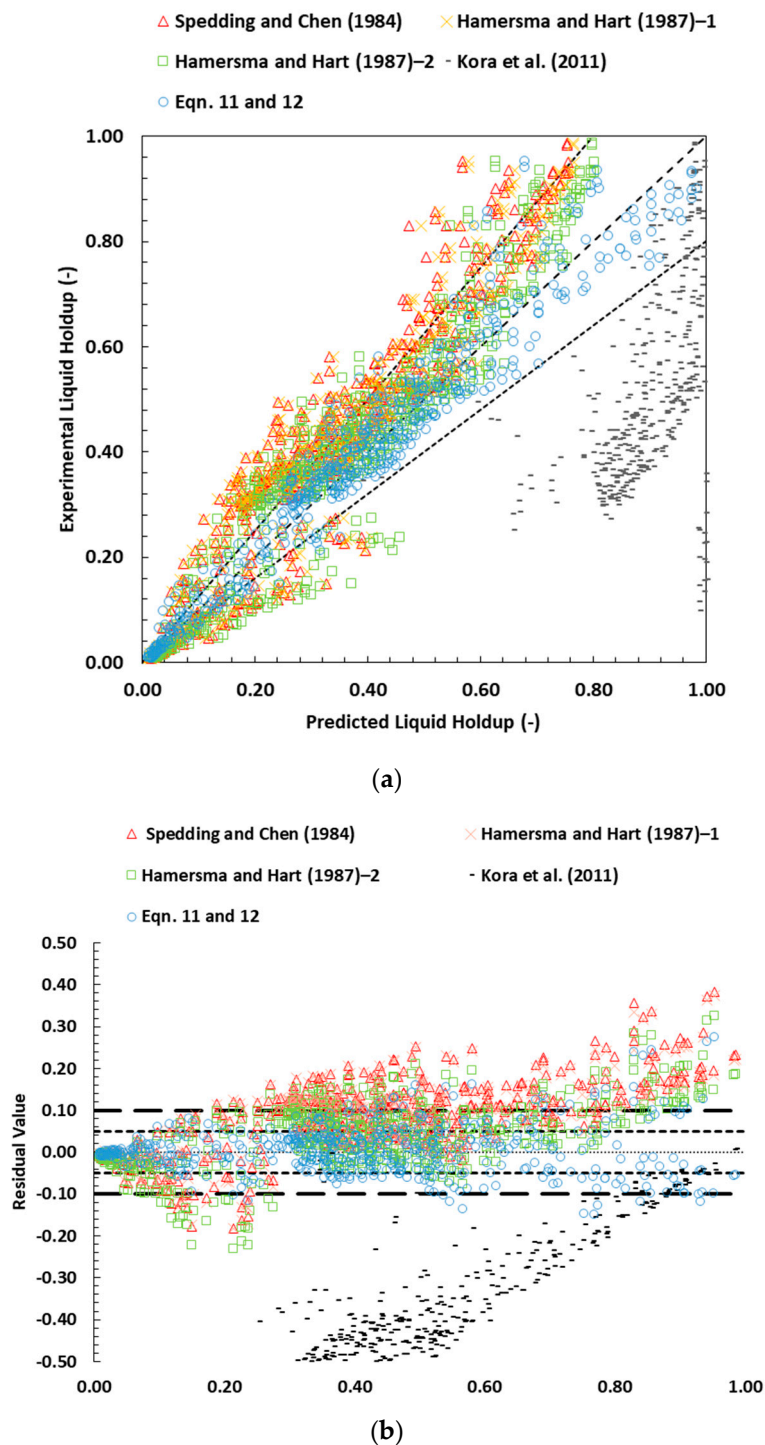 Spedding and Chen (1984) Hamersma and Hart (1987)–1
Hamersma and Hart (1987)–2 Kora et al. (2011)
Eqn. 11 and 12
1.00
0.80
0.60
0.40
0.20
0.00
Experimental Liquid Holdup (-)
0.00 0.20 0.40 0.60 0.80 1.00
Predicted Liquid Holdup (-)
(a)
Spedding and Chen (1984) Hamersma and Hart (1987)–1
Hamersma and Hart (1987)–2 Kora et al. (2011)
Eqn. 11 and 12
0.50
0.40
0.30
0.20
0.10
0.00
-0.10
-0.20
-0.30
-0.40
-0.50
Residual Value
0.00 0.20 0.40 0.60 0.80 1.00
(b)